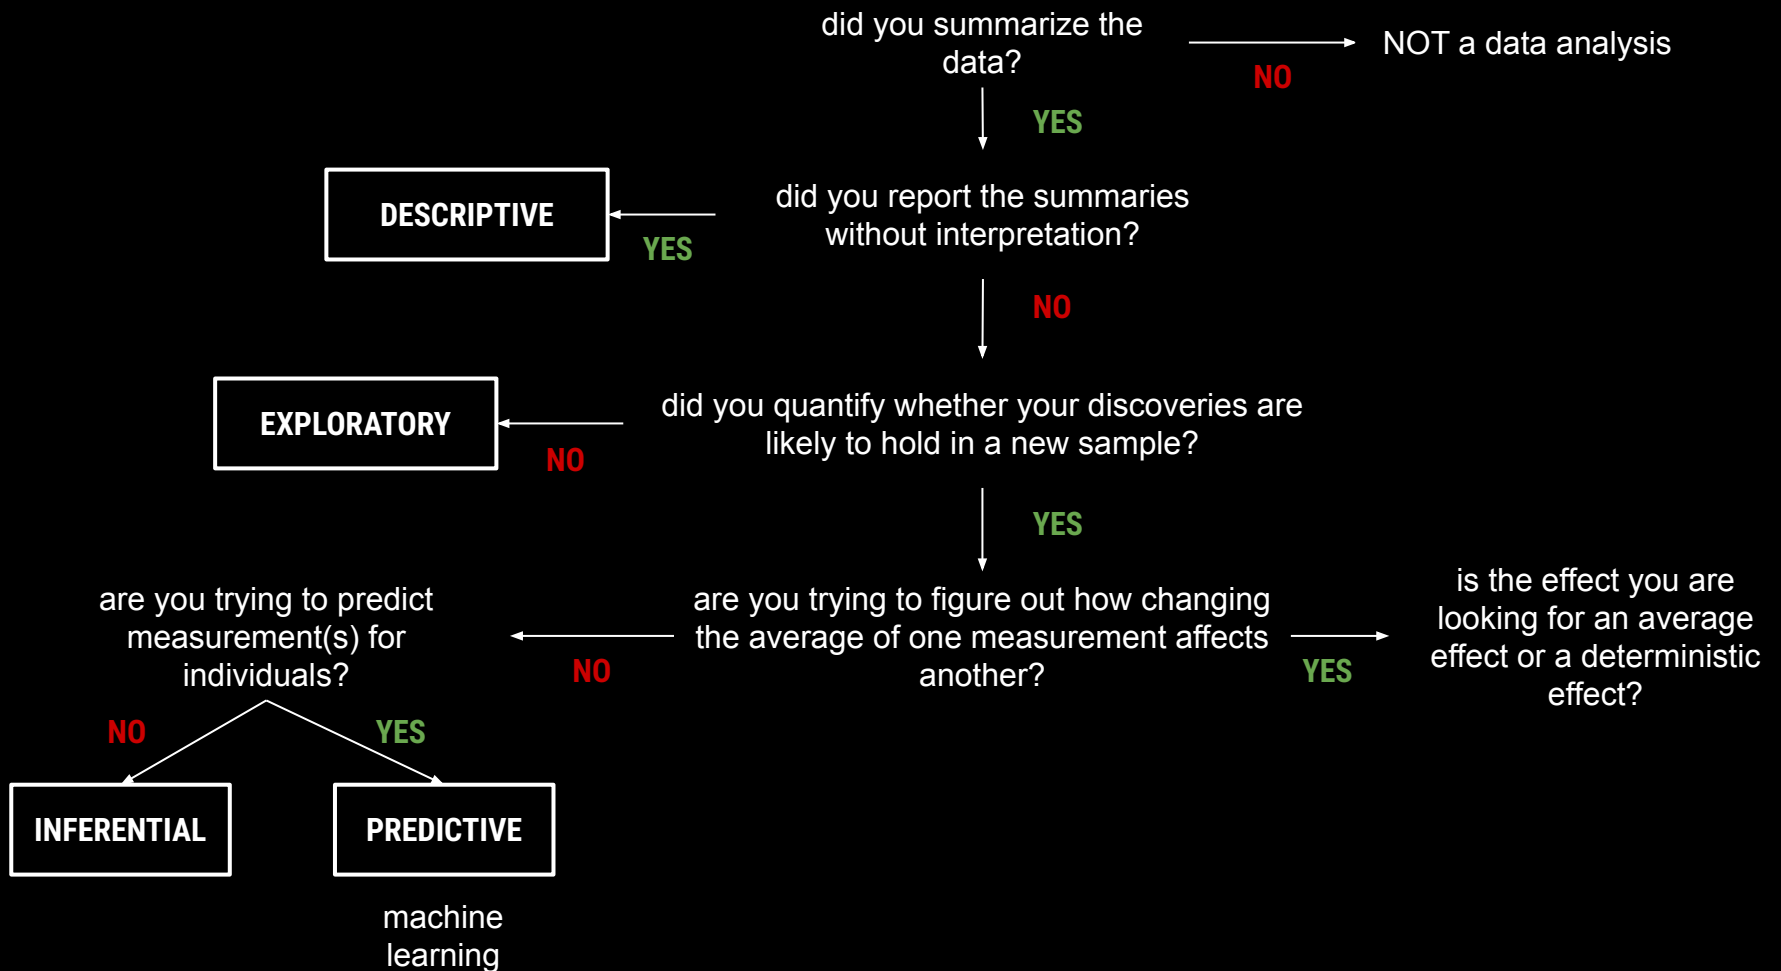 did you summarize the
data?
NOT a data analysis
NO
YES
did you report the summaries
without interpretation?
DESCRIPTIVE
YES
NO
did you quantify whether your discoveries are
likely to hold in a new sample?
EXPLORATORY
NO
YES
are you trying to figure out how changing
the average of one measurement affects
another?
NO
YES
is the effect you are
looking for an average
effect or a deterministic
effect?
are you trying to predict
measurement(s) for
individuals?
NO
YES
INFERENTIAL
PREDICTIVE
machine
learning